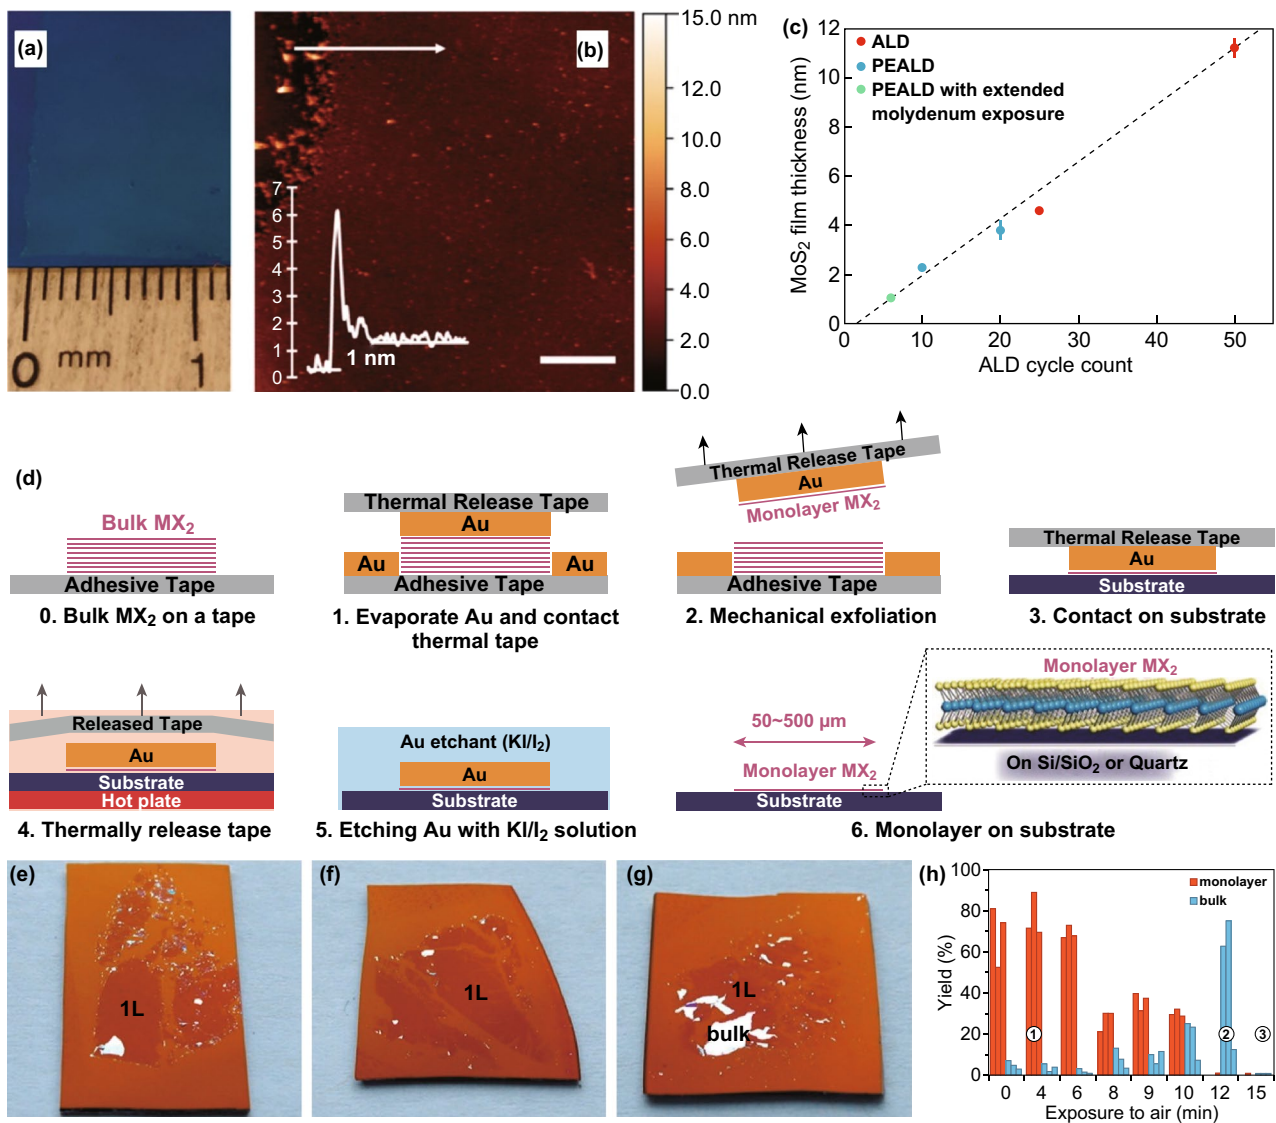 (a)
0 mm 1
(b)
7
6
5
4
3
2
1
0
1 nm
15.0 nm
12.0
10.0
8.0
6.0
4.0
2.0
0.0
(c)
ALD
PEALD
PEALD with extended
molydenum exposure
MoS2 film thickness (nm)
12
10
8
6
4
2
0
0 10 20 30 40 50
ALD cycle count
(d)
Bulk MX2
Adhesive Tape
0. Bulk MX2 on a tape
Thermal Release Tape
Au
Au Au
Adhesive Tape
1. Evaporate Au and contact
thermal tape
Thermal Release Tape
Au
Monolayer MX2
Adhesive Tape
2. Mechanical exfoliation
Thermal Release Tape
Au
Substrate
3. Contact on substrate
Released Tape
Au
Substrate
Hot plate
4. Thermally release tape
Au etchant (KI/I2)
Au
Substrate
5. Etching Au with KI/I2 solution
50~500 μm
Monolayer MX2
Substrate
6. Monolayer on substrate
Monolayer MX2
On Si/SiO2 or Quartz
(e)
1L
(f)
1L
(g)
1L
bulk
(h)
monolayer
bulk
Yield (%)
100
80
60
40
20
0
1 2 3
0 4 6 8 9 10 12 15
Exposure to air (min)